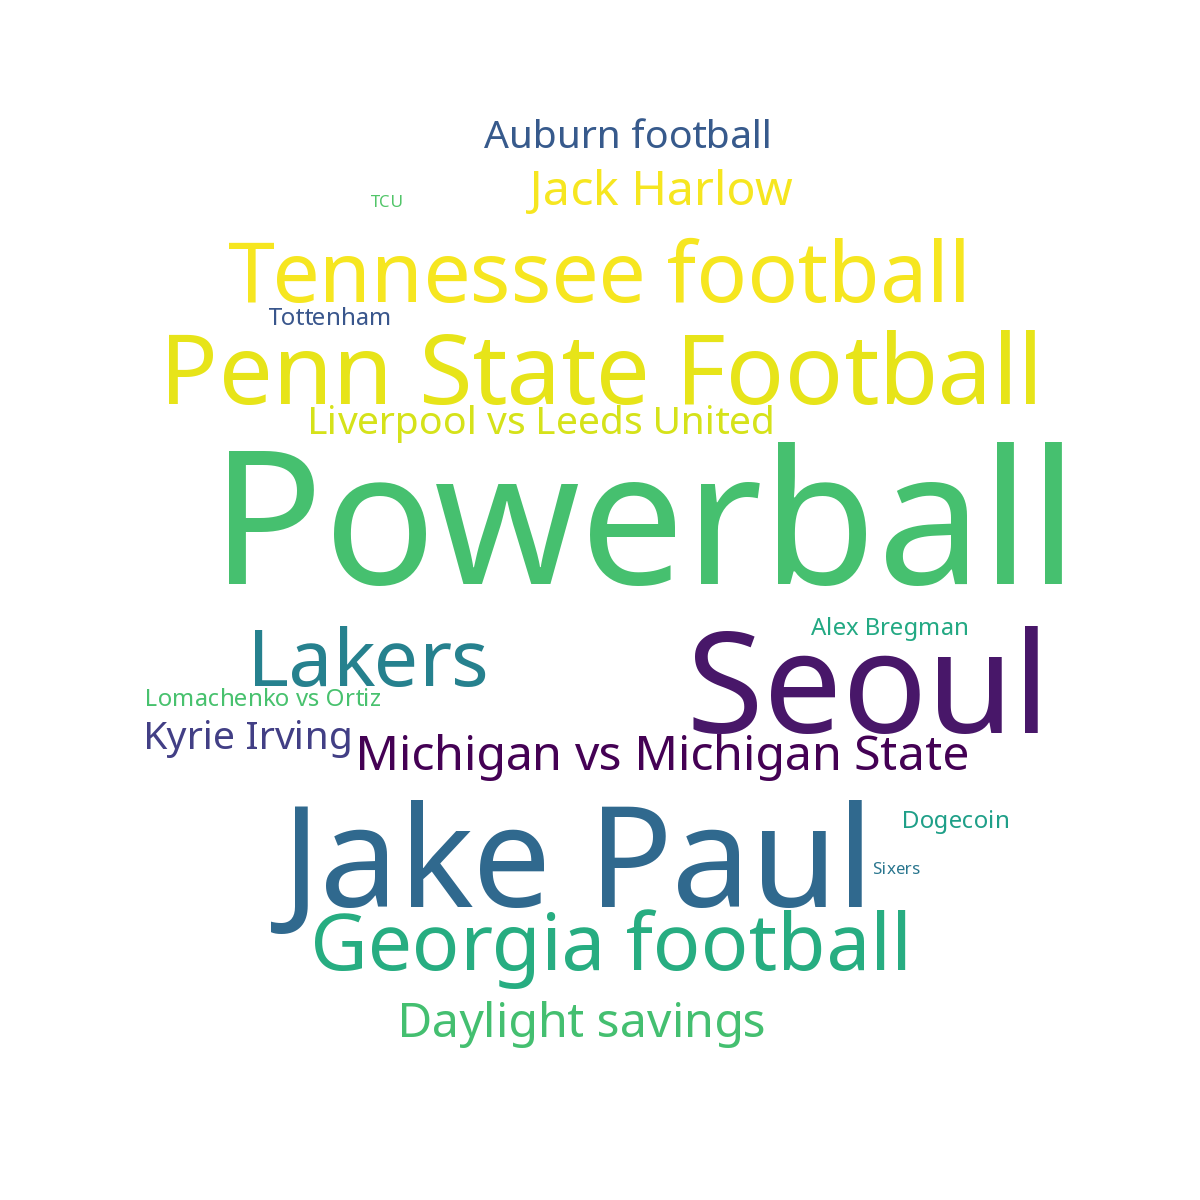 Auburn football
Jack Harlow
TCU
Tennessee football
Tottenham
Penn State Football
Liverpool vs Leeds United
Powerball
Alex Bregman
Lakers
Seoul
Lomachenko vs Ortiz
Kyrie Irving
Michigan vs Michigan State
Jake Paul
Dogecoin
Sixers
Georgia football
Daylight savings